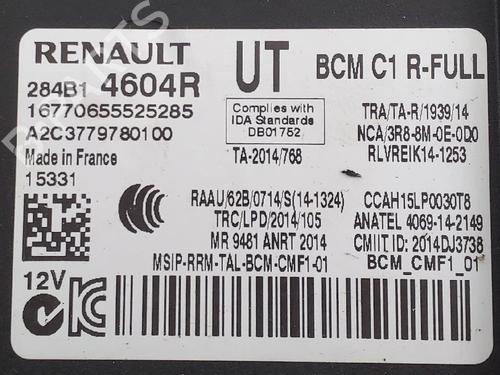 RENAULT UT BCM C1 R-FULL
284B1 4604R
16770655525285
A2C3779780100
Made in France
15331
Complies with
IDA Standards
DB01752
TA-2014/768
TRA/TA-R/1939/14
NCA/3R8-8M-0E-0D0
RLVREIK14-1253
RAAU/62B/0714/S(14-1324)
TRC/LPD/2014/105
MR 9481 ANRT 2014
MSIP-RRM-TAL-BCM-CMF1-01
CCAH15LP0030T8
ANATEL 4069-14-2149
CMIIT ID: 2014DJ3738
BCM_CMF1_01
12V